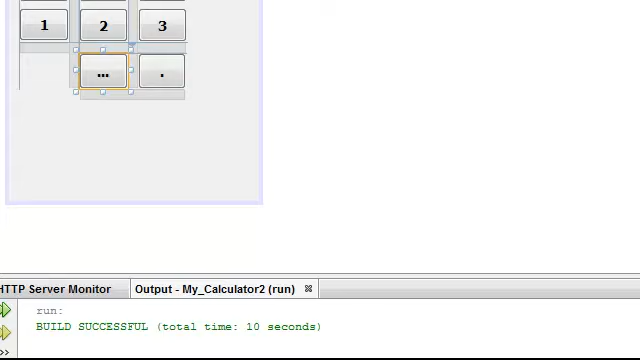 1 2 3
... .
HTTP Server Monitor Output - My_Calculator2 (run)
run:
BUILD SUCCESSFUL (total time: 10 seconds)
>>